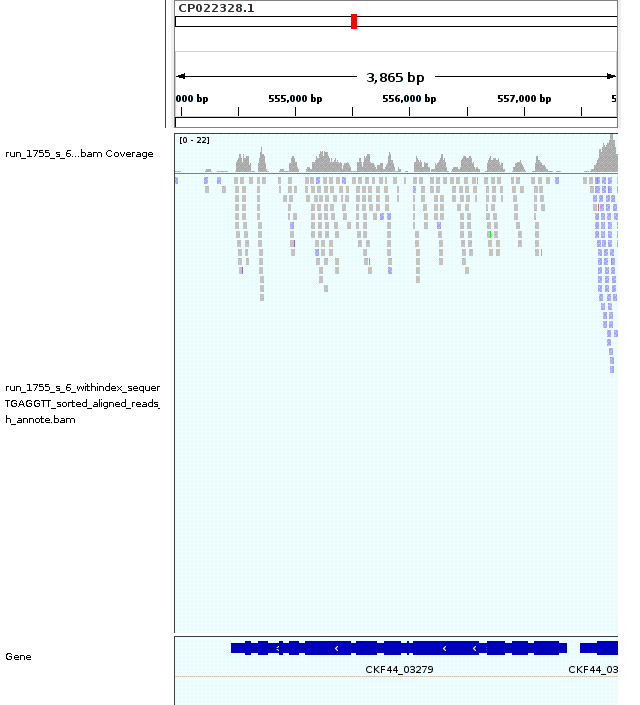 CP022328.1
3,865 bp
000 bp 555,000 bp 556,000 bp 557,000 bp 5
[0 - 22]
run_1755_s_6...bam Coverage
run_1755_s_6_withindex_sequer
TGAGGTT_sorted_aligned_reads_
h_annote.bam
Gene
CKF44_03279 CKF44_03